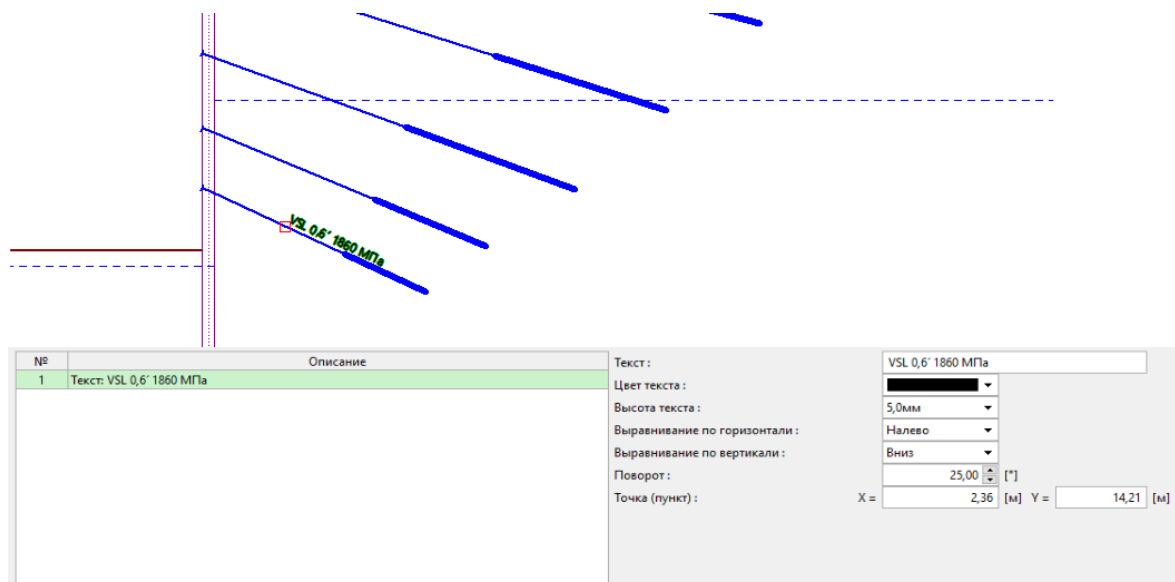 VSL 0,6´ 1860 МПа
№ Описание
1 Текст: VSL 0,6´ 1860 МПа
Текст : VSL 0,6´ 1860 МПа
Цвет текста :
Высота текста : 5,0мм
Выравнивание по горизонтали : Налево
Выравнивание по вертикали : Вниз
Поворот : 25,00 [°]
Точка (пункт) : X = 2,36 [м] Y = 14,21 [м]